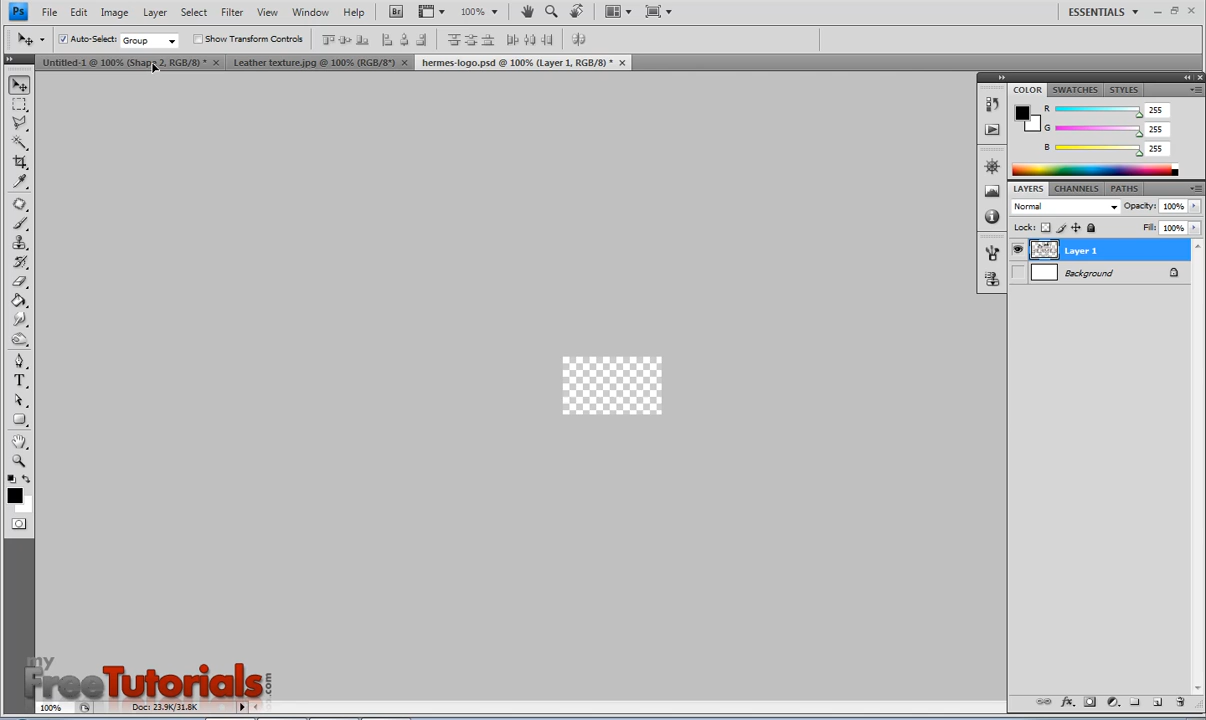 Ps File Edit Image Layer Select Filter View Window Help Br 100% ESSENTIALS
Auto-Select: Group Show Transform Controls
Untitled-1 @ 100% (Shape 2, RGB/8) * × Leather texture.jpg @ 100% (RGB/8*) × hermes-logo.psd @ 100% (Layer 1, RGB/8) * ×
COLOR SWATCHES STYLES
R 255
G 255
B 255
LAYERS CHANNELS PATHS
Normal Opacity: 100%
Lock: Fill: 100%
Layer 1
Background
T
my
FreeTutorials.com
100% Doc: 23.9K/31.8K
fx